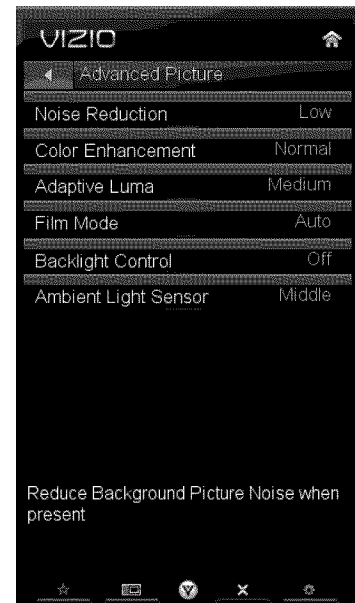 VIZIO
Advanced Picture
Noise Reduction Low
Color Enhancement Normal
Adaptive Luma Medium
Film Mode Auto
Backlight Control Off
Ambient Light Sensor Middle
Reduce Background Picture Noise when
present
V